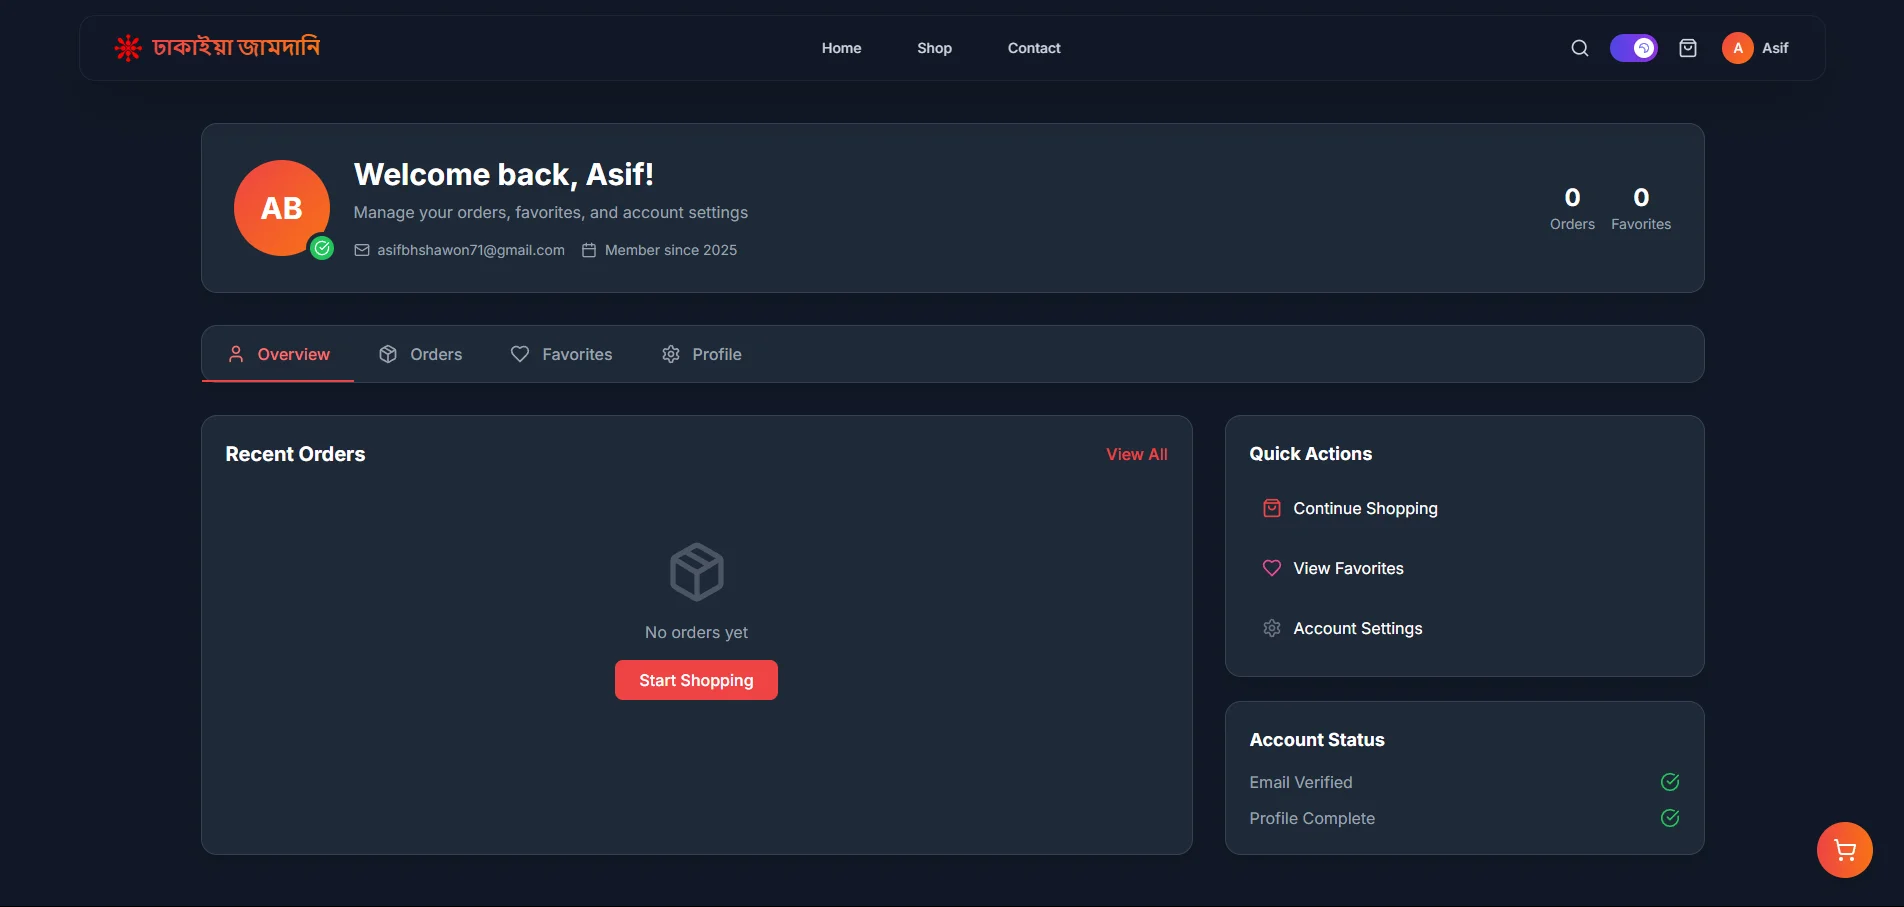 ঢাকাইয়া জামদানি
Home Shop Contact
A Asif
AB
Welcome back, Asif!
Manage your orders, favorites, and account settings
asifbhshawon71@gmail.com Member since 2025
0 Orders
0 Favorites
Overview Orders Favorites Profile
Recent Orders View All
No orders yet
Start Shopping
Quick Actions
Continue Shopping
View Favorites
Account Settings
Account Status
Email Verified
Profile Complete